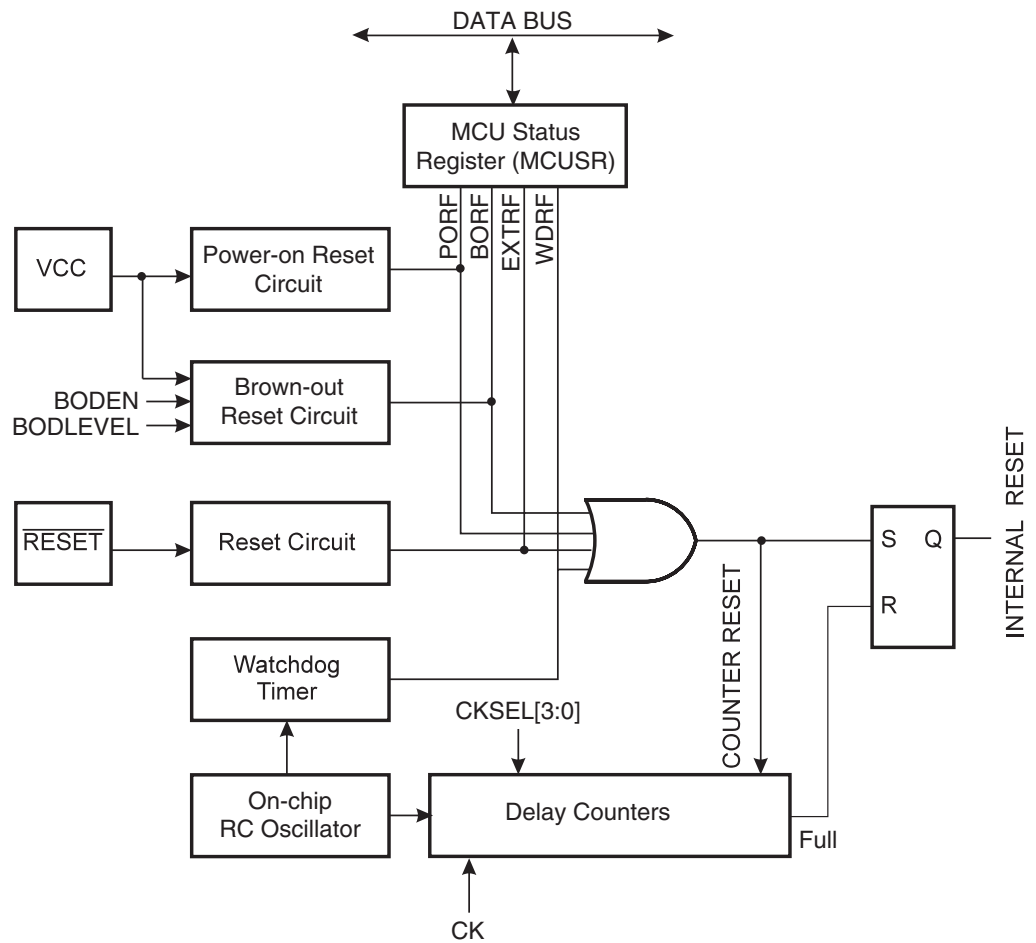 DATA BUS
MCU Status
Register (MCUSR)
PORF
BORF
EXTRF
WDRF
VCC
Power-on Reset
Circuit
Brown-out
Reset Circuit
BODEN
BODLEVEL
RESET
Reset Circuit
S
Q
R
INTERNAL RESET
COUNTER RESET
Watchdog
Timer
CKSEL[3:0]
On-chip
RC Oscillator
Delay Counters
Full
CK